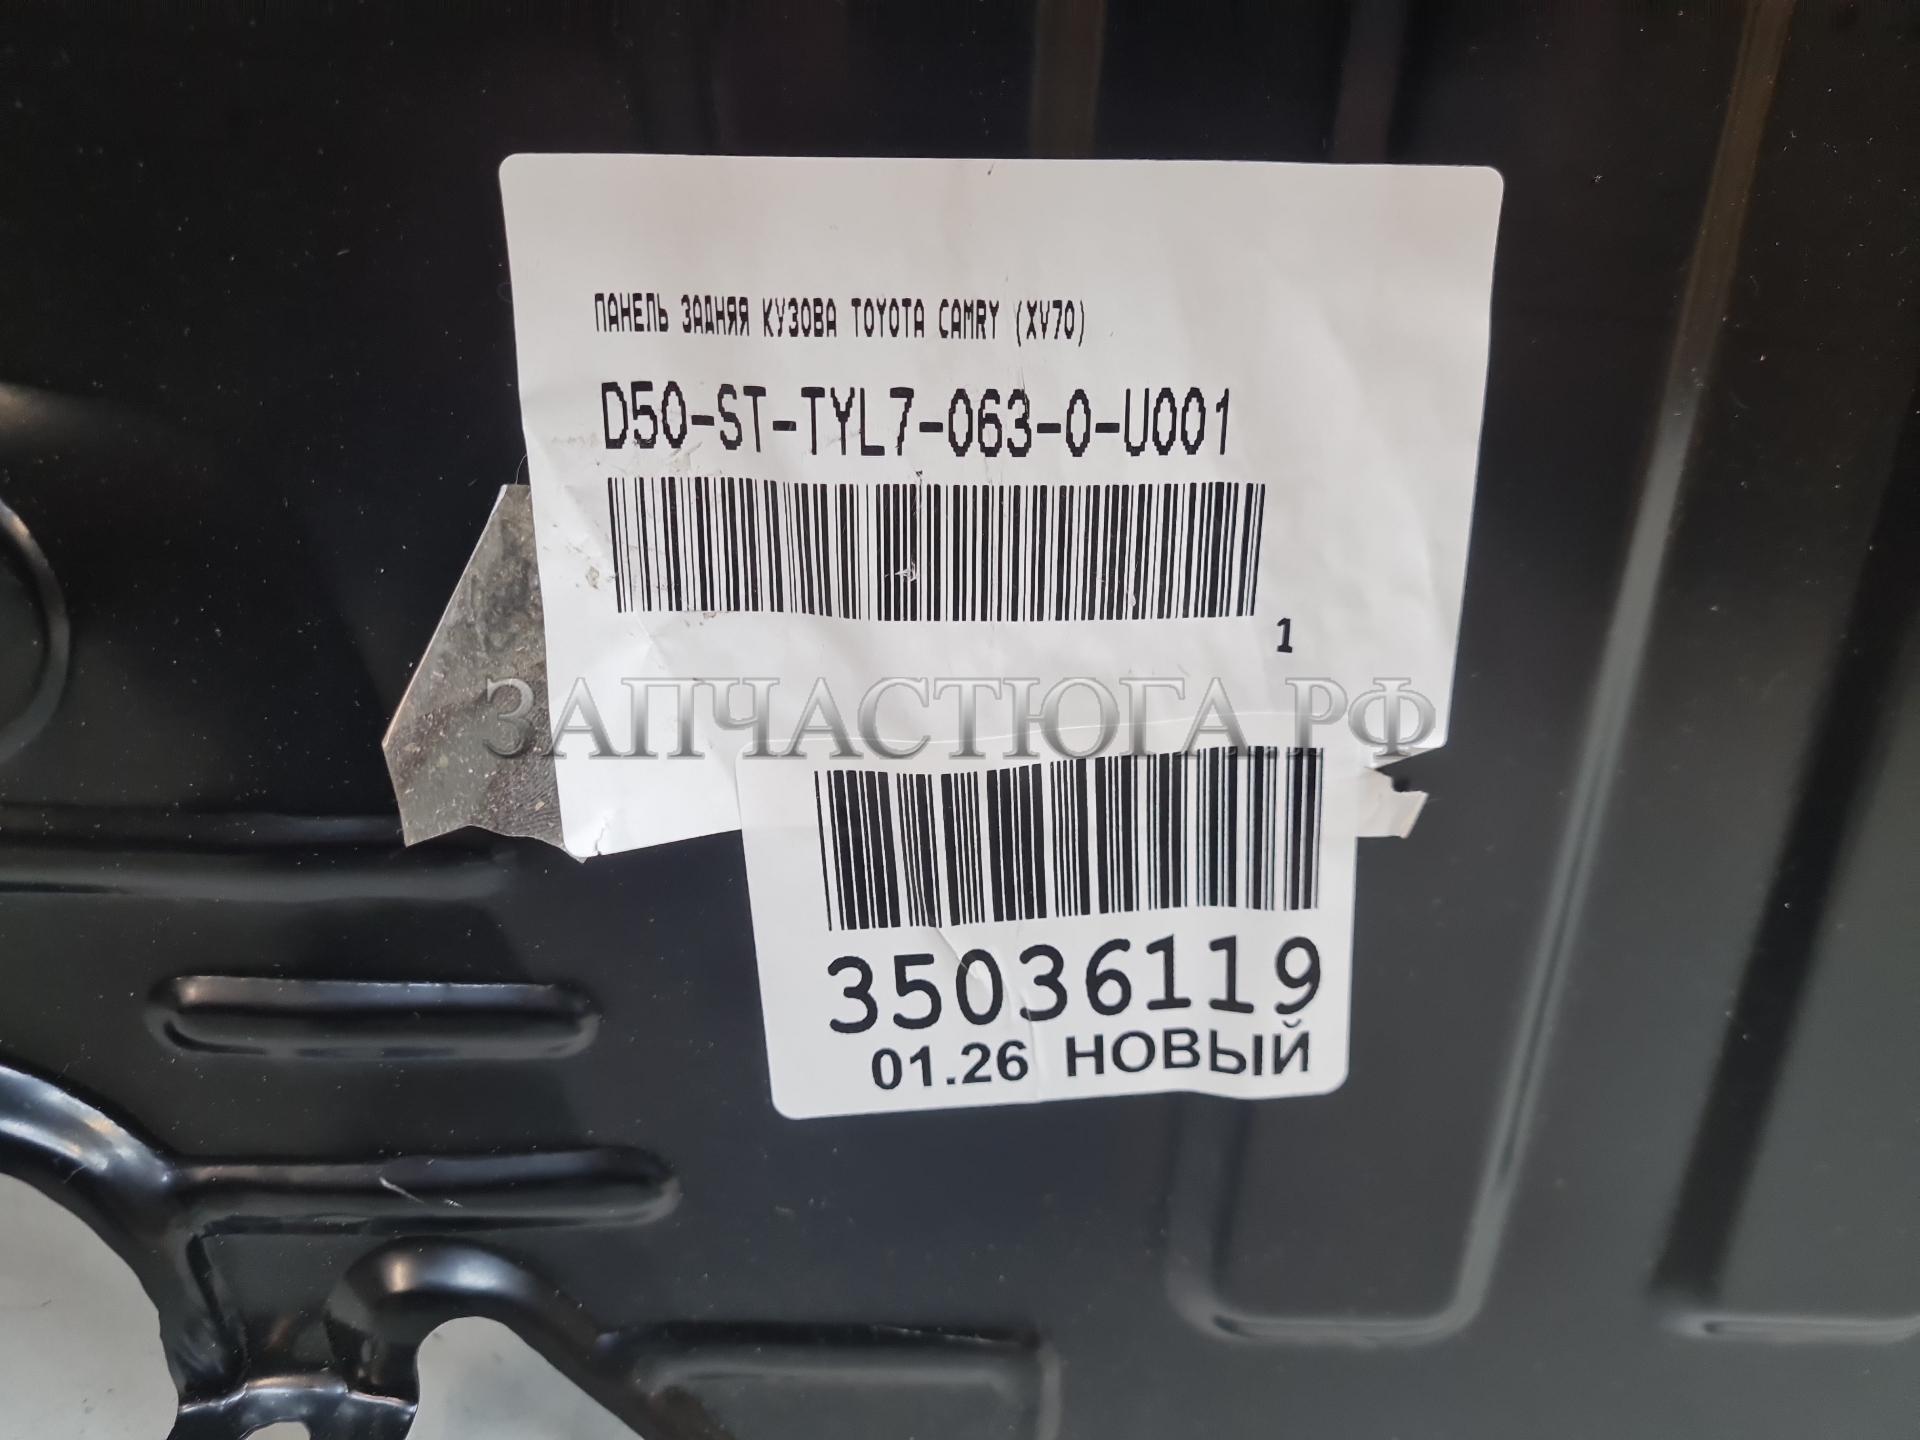 ПАНЕЛЬ ЗАДНЯЯ КУЗОВА TOYOTA CAMRY (XV70)
D50-ST-TYL7-063-0-U001
1
ЗАПЧАСТЮГА.РФ
35036119
01.26 НОВЫЙ